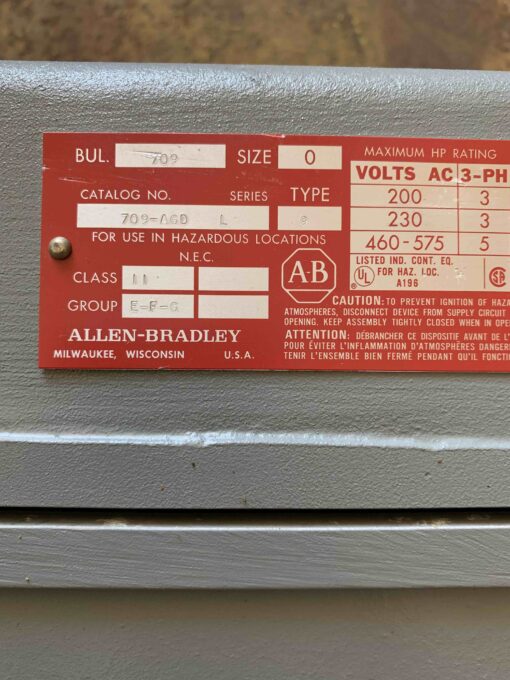 BUL. 709 SIZE 0
CATALOG NO. SERIES TYPE
709-AGD L 9
FOR USE IN HAZARDOUS LOCATIONS
N.E.C.
CLASS II
GROUP E-F-G
ALLEN-BRADLEY
MILWAUKEE, WISCONSIN U.S.A.
MAXIMUM HP RATING
VOLTS AC 3-PH
200 3
230 3
460-575 5
A-B
UL
LISTED IND. CONT. EQ.
FOR HAZ. LOC.
A196
CAUTION: TO PREVENT IGNITION OF HAZA
ATMOSPHERES, DISCONNECT DEVICE FROM SUPPLY CIRCUIT
OPENING. KEEP ASSEMBLY TIGHTLY CLOSED WHEN IN OPE
ATTENTION: DÉBRANCHER CE DISPOSITIF AVANT DE L'
POUR ÉVITER L'INFLAMMATION D'ATMOSPHÈRES DANGER
TENIR L'ENSEMBLE BIEN FERMÉ PENDANT QU'IL FONCTI